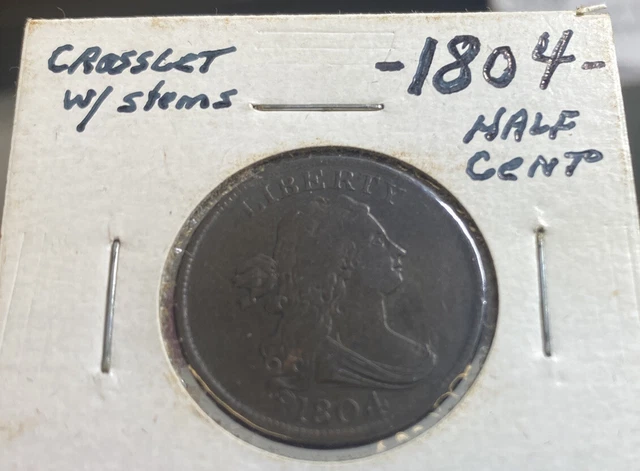 CROSSLET
w/ stems
-1804-
HALF
CENT
LIBERTY
1804